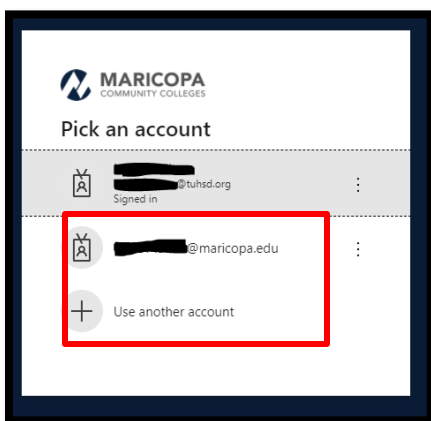 MARICOPA
COMMUNITY COLLEGES
Pick an account
@tuhsd.org
Signed in
@maricopa.edu
Use another account